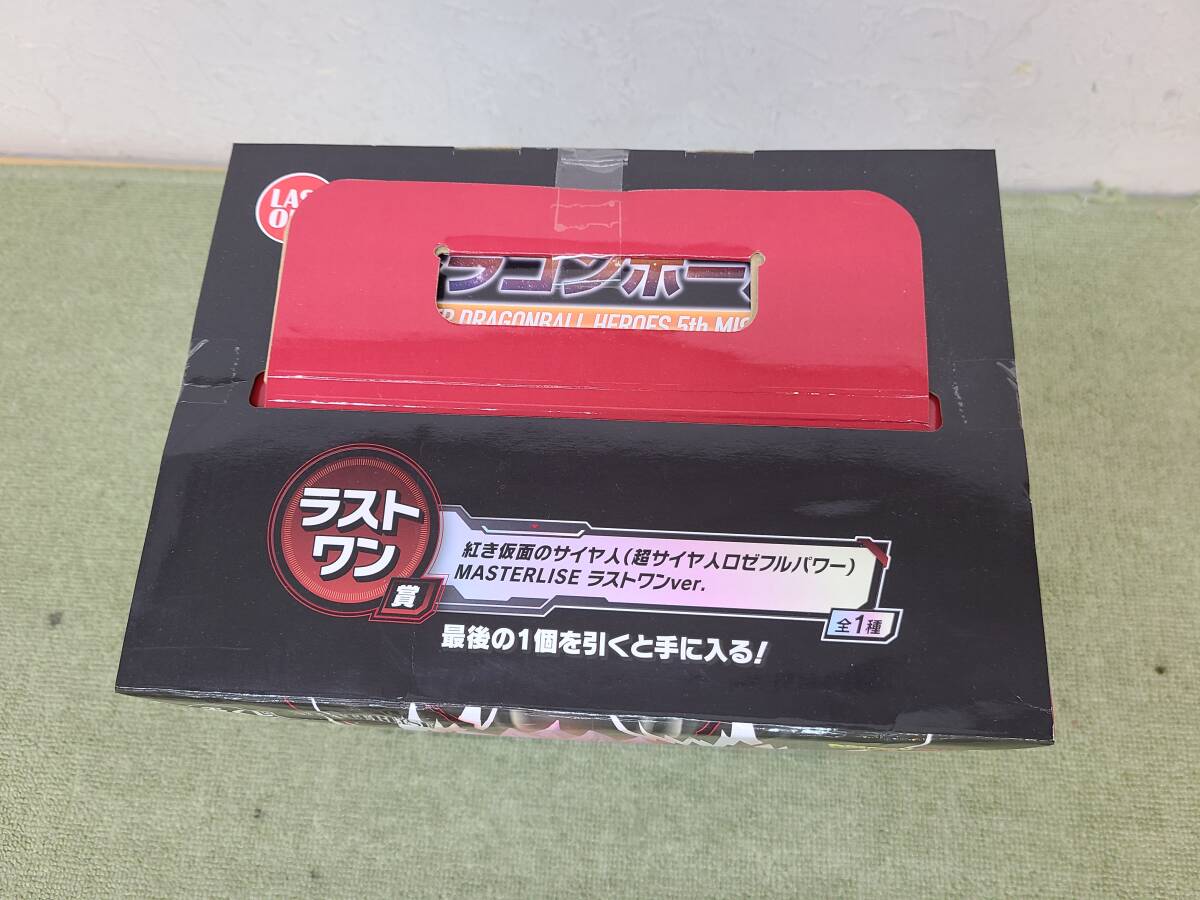 LAS
ラゴンボー
DRAGONBALL HEROES 5th MIS
ラスト
ワン
賞
紅き仮面のサイヤ人(超サイヤ人ロゼフルパワー)
MASTERLISE ラストワンver.
全1種
最後の1個を引くと手に入る!